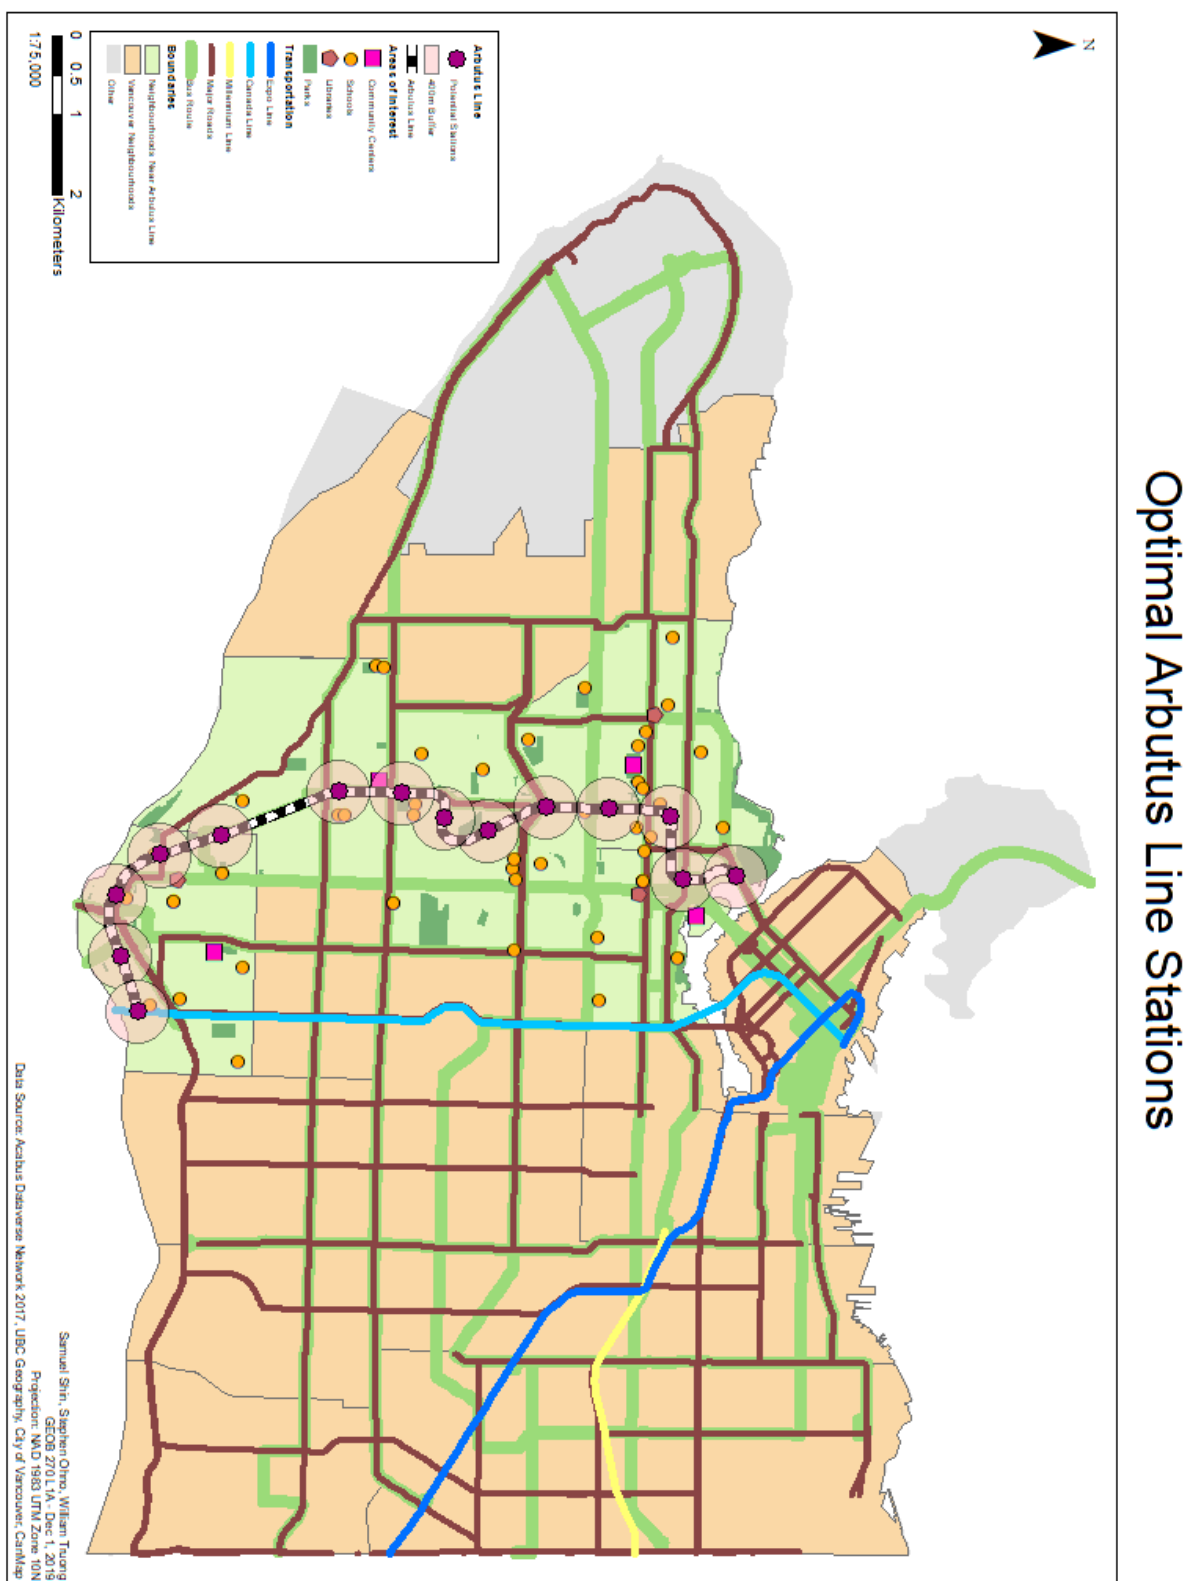 Optimal Arbutus Line Stations
N
Arbutus Line
Potential Stations
400m Buffer
Arbutus Line
Areas of Interest
Community Centers
Schools
Libraries
Parks
Transportation
Expo Line
Canada Line
Millennium Line
Major Roads
Bus Route
Boundaries
Neighbourhoods Near Arbutus Line
Vancouver Neighbourhoods
Other
0 0.5 1 2
Kilometers
1:75,000
Samuel Shin, Stephen Ohno, William Truong
GEOB 270 L1A - Dec 1, 2019
Projection: NAD 1983 UTM Zone 10N
Data Source: Acabus Dataverse Network 2017, UBC Geography, City of Vancouver, CanMap